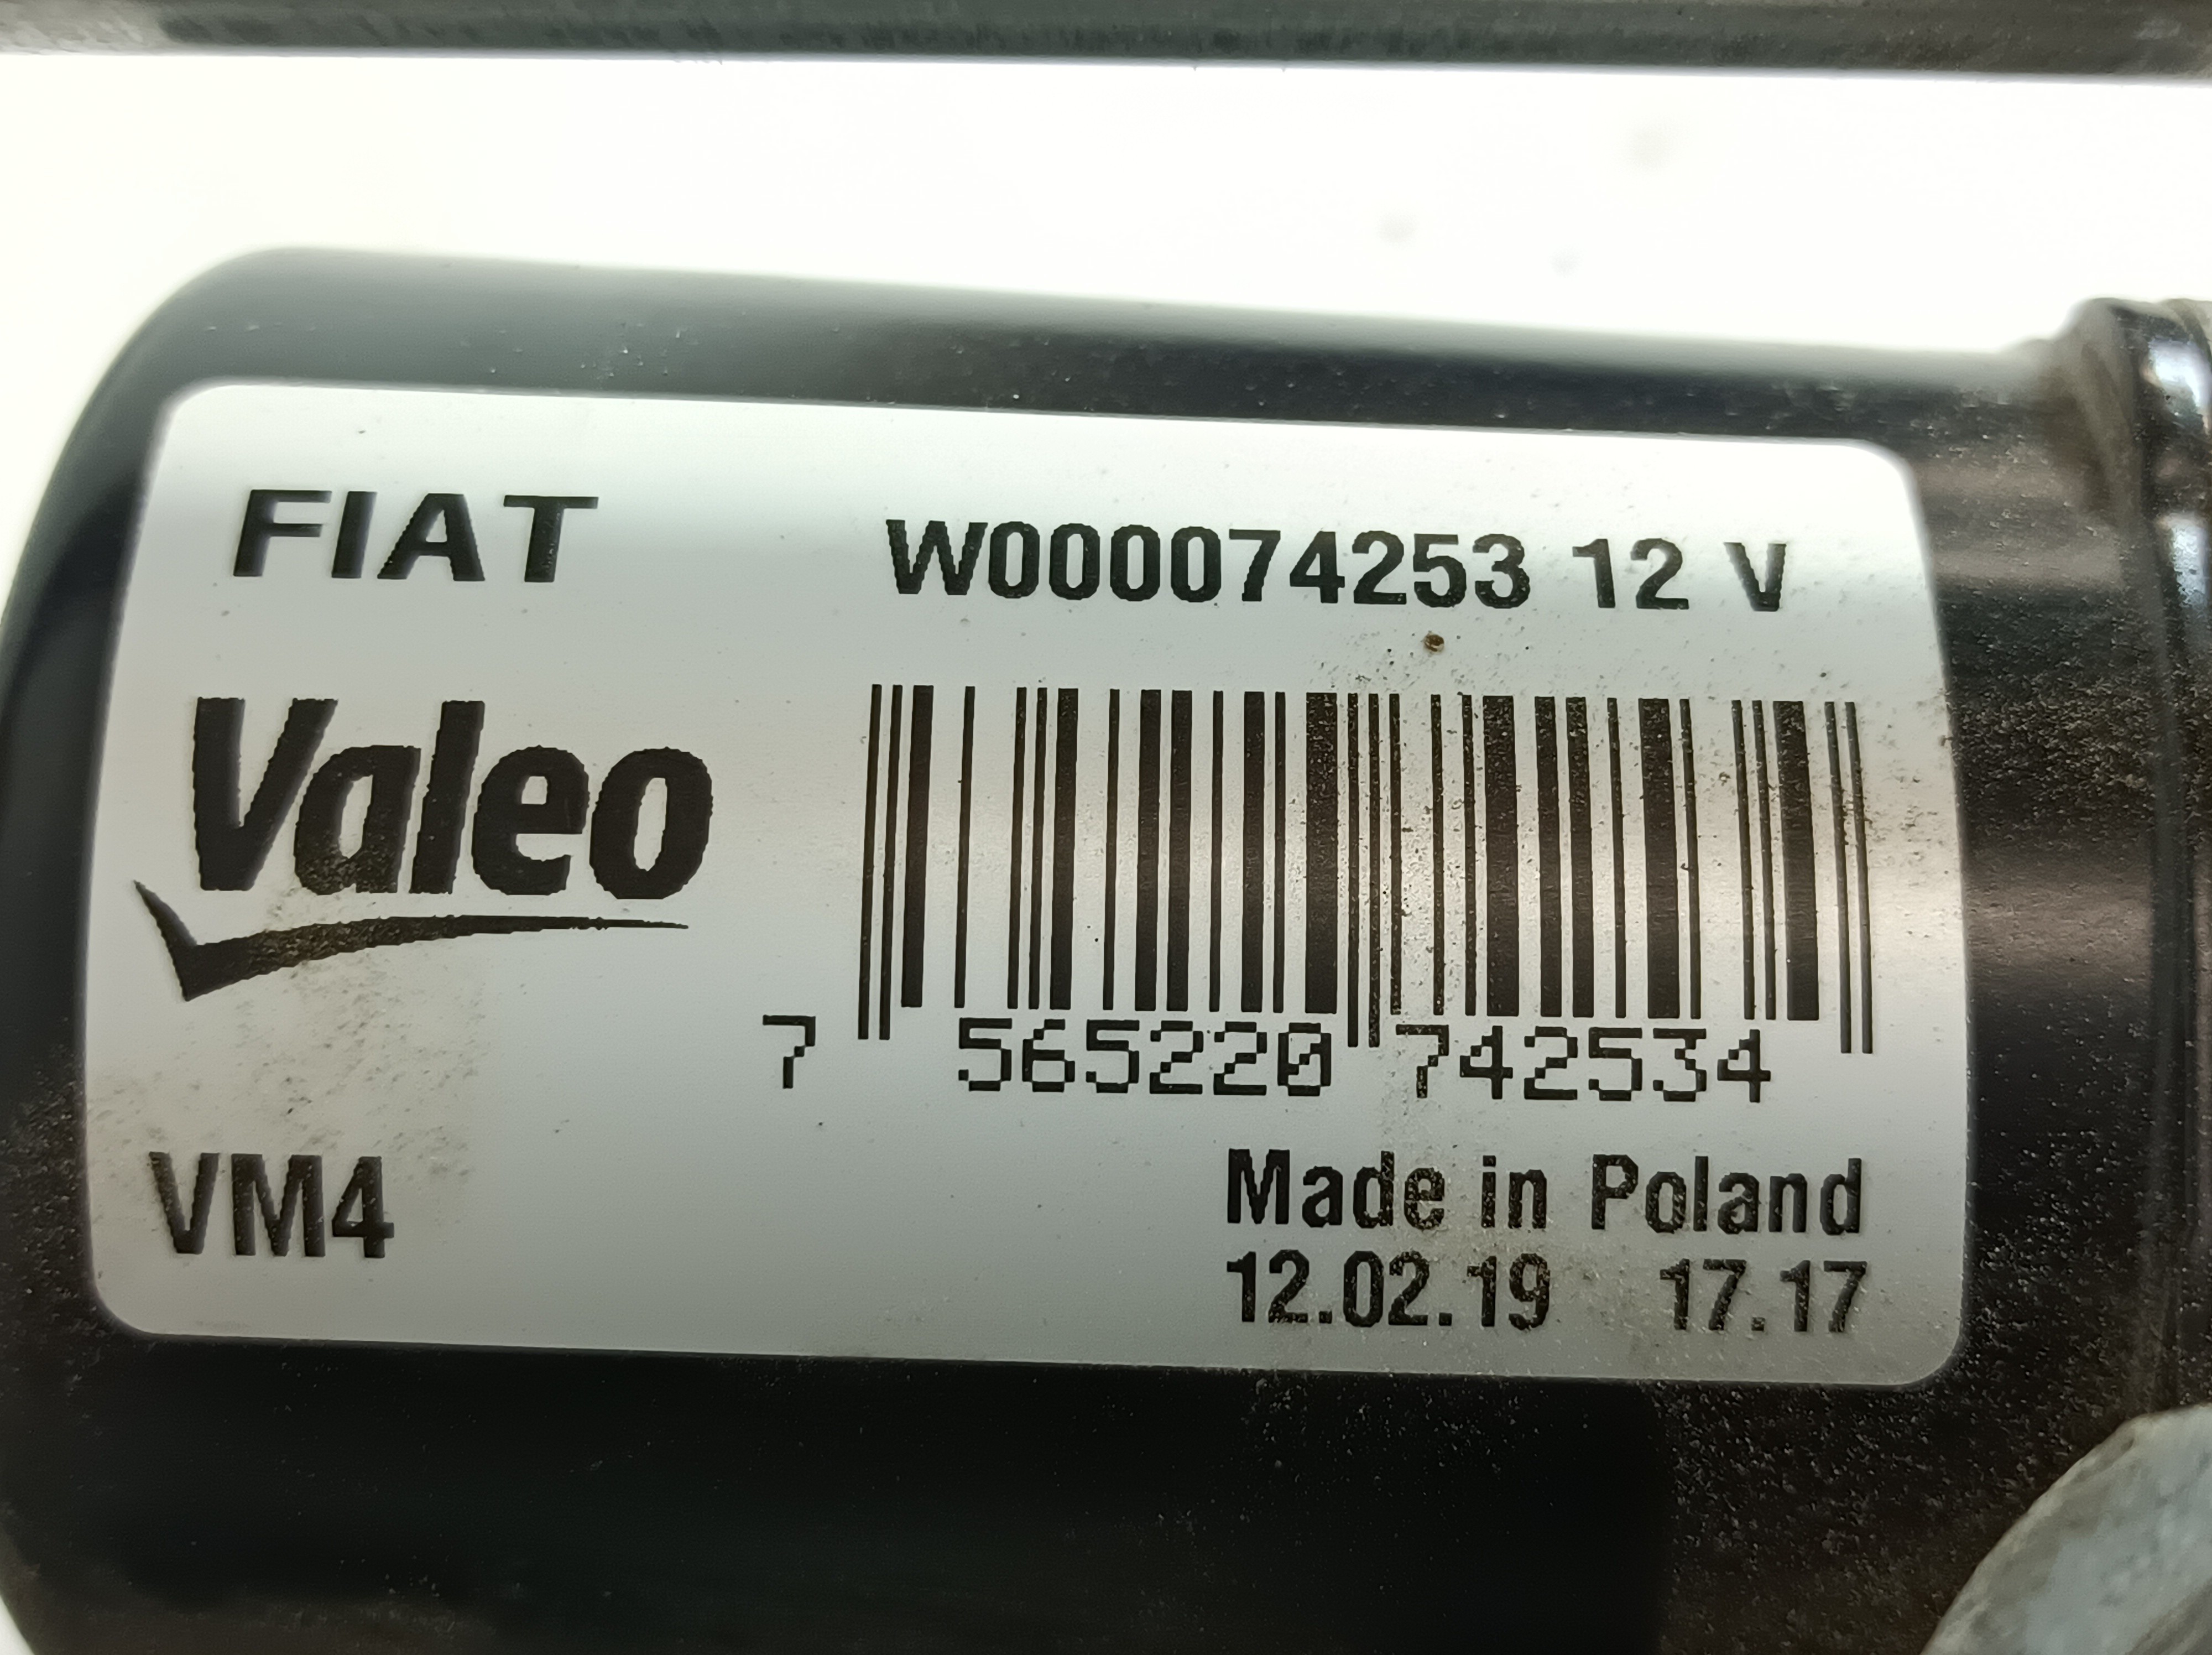 FIAT W000074253 12 V
Valeo
7 565220 742534
VM4 Made in Poland
12.02.19 17.17